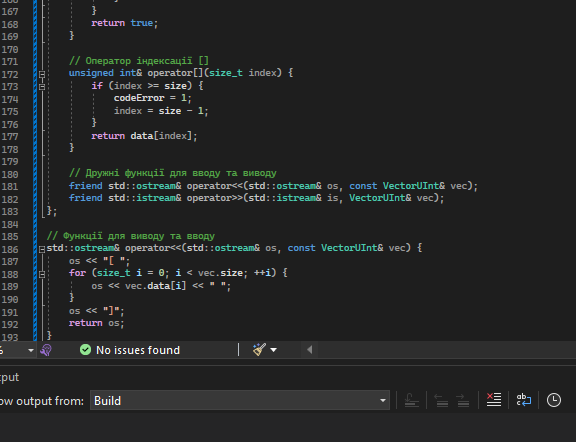 167 }
168 return true;
169 }
170
171 // Оператор індексації []
172 unsigned int& operator[](size_t index) {
173 if (index >= size) {
174 codeError = 1;
175 index = size - 1;
176 }
177 return data[index];
178 }
179
180 // Дружні функції для вводу та виводу
181 friend std::ostream& operator<<(std::ostream& os, const VectorUInt& vec);
182 friend std::istream& operator>>(std::istream& is, VectorUInt& vec);
183 };
184
185 // Функції для виводу та вводу
186 std::ostream& operator<<(std::ostream& os, const VectorUInt& vec) {
187 os << "[ ";
188 for (size_t i = 0; i < vec.size; ++i) {
189 os << vec.data[i] << " ";
190 }
191 os << "]";
192 return os;
193 }
% No issues found
tput
ow output from: Build